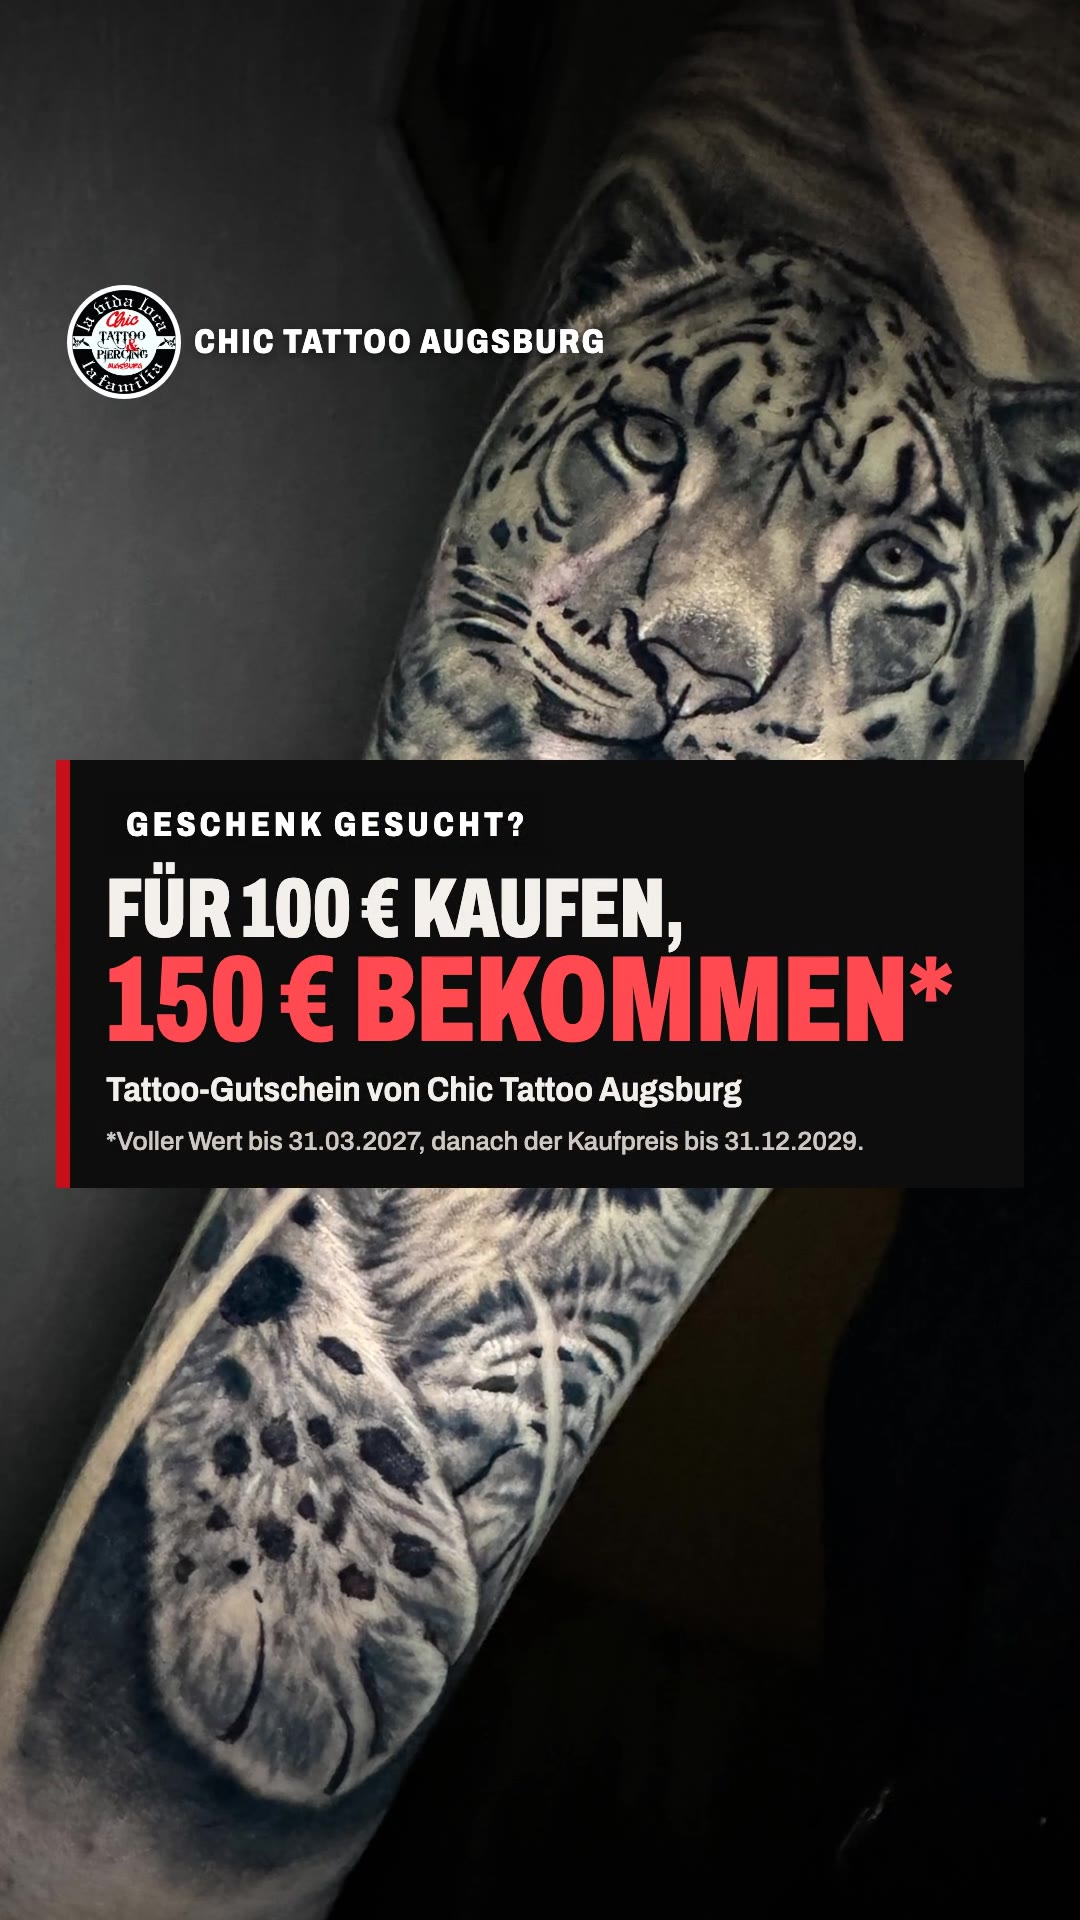 la vida loca
Chic
TATTOO
&
PIERCING
AUGSBURG
la familia
CHIC TATTOO AUGSBURG
GESCHENK GESUCHT?
FÜR 100 € KAUFEN,
150 € BEKOMMEN*
Tattoo-Gutschein von Chic Tattoo Augsburg
*Voller Wert bis 31.03.2027, danach der Kaufpreis bis 31.12.2029.